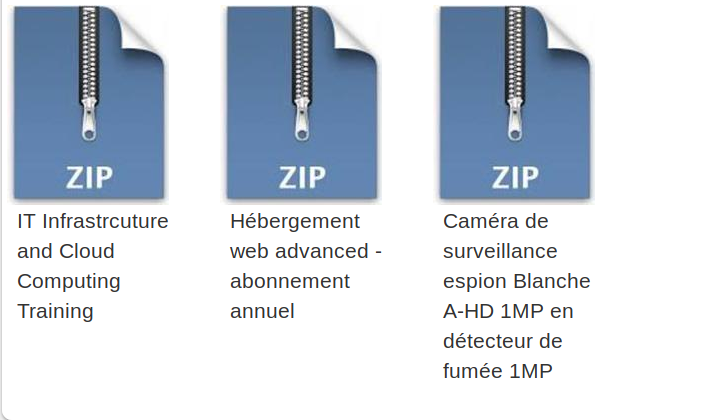 ZIP
ZIP
ZIP
IT Infrastrcuture
and Cloud
Computing
Training
Hébergement
web advanced -
abonnement
annuel
Caméra de
surveillance
espion Blanche
A-HD 1MP en
détecteur de
fumée 1MP